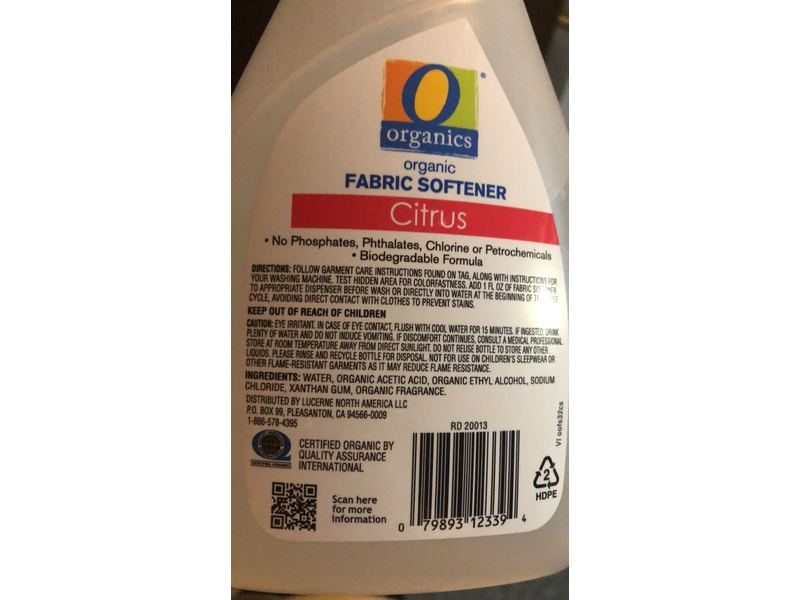 O
organics
organic
FABRIC SOFTENER
Citrus
• No Phosphates, Phthalates, Chlorine or Petrochemicals
• Biodegradable Formula
DIRECTIONS: FOLLOW GARMENT CARE INSTRUCTIONS FOUND ON TAG, ALONG WITH INSTRUCTIONS FOR
YOUR WASHING MACHINE. TEST HIDDEN AREA FOR COLORFASTNESS. ADD 1 FL OZ OF FABRIC SOFTENER
TO APPROPRIATE DISPENSER BEFORE WASH OR DIRECTLY INTO WATER AT THE BEGINNING OF
CYCLE, AVOIDING DIRECT CONTACT WITH CLOTHES TO PREVENT STAINS.
KEEP OUT OF REACH OF CHILDREN
CAUTION: EYE IRRITANT. IN CASE OF EYE CONTACT, FLUSH WITH COOL WATER FOR 15 MINUTES. IF INGESTED, DRINK
PLENTY OF WATER AND DO NOT INDUCE VOMITING. IF DISCOMFORT CONTINUES, CONSULT A MEDICAL PROFESSIONAL.
STORE AT ROOM TEMPERATURE AWAY FROM DIRECT SUNLIGHT. DO NOT REUSE BOTTLE TO STORE ANY OTHER
LIQUIDS. PLEASE RINSE AND RECYCLE BOTTLE FOR DISPOSAL. NOT FOR USE ON CHILDREN'S SLEEPWEAR OR
OTHER FLAME-RESISTANT GARMENTS AS IT MAY REDUCE FLAME RESISTANCE.
INGREDIENTS: WATER, ORGANIC ACETIC ACID, ORGANIC ETHYL ALCOHOL, SODIUM
CHLORIDE, XANTHAN GUM, ORGANIC FRAGRANCE.
DISTRIBUTED BY LUCERNE NORTH AMERICA LLC
P.O. BOX 99, PLEASANTON, CA 94566-0009
1-866-578-4395
RD 20013
VI oofs32cs
CERTIFIED ORGANIC BY
QUALITY ASSURANCE
INTERNATIONAL
CERTIFIED ORGANIC
2
HDPE
Scan here
for more
information
0 79893 12339 4